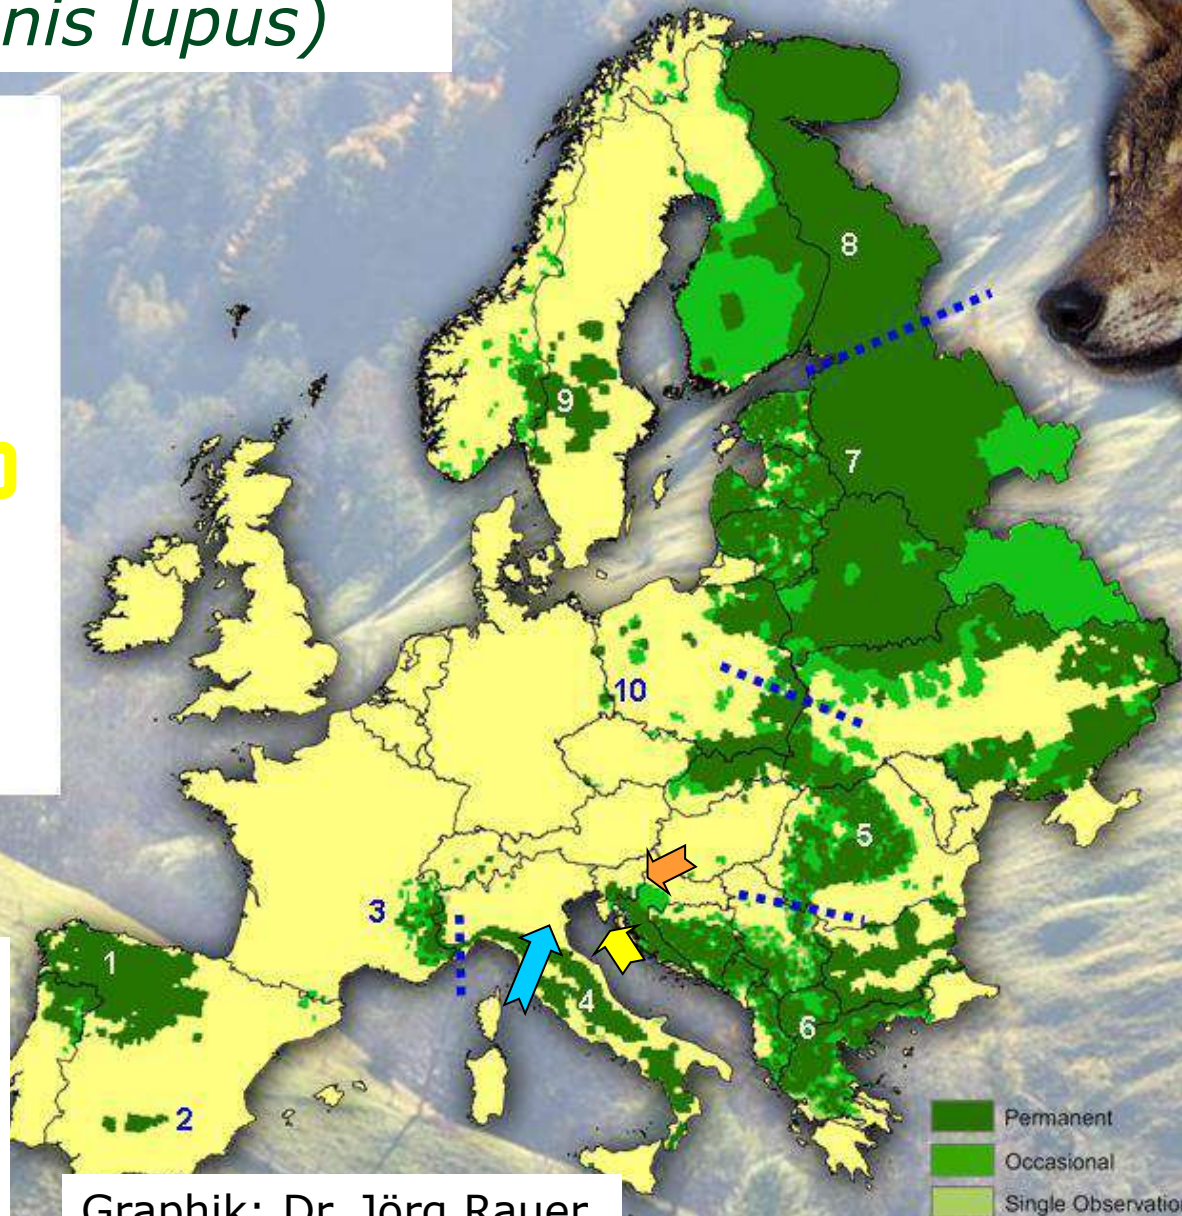 nis lupus)
8
9
7
10
5
3
1
4
6
2
Permanent
Occasional
Single Observation
Graphik: Dr. Jörg Rauer